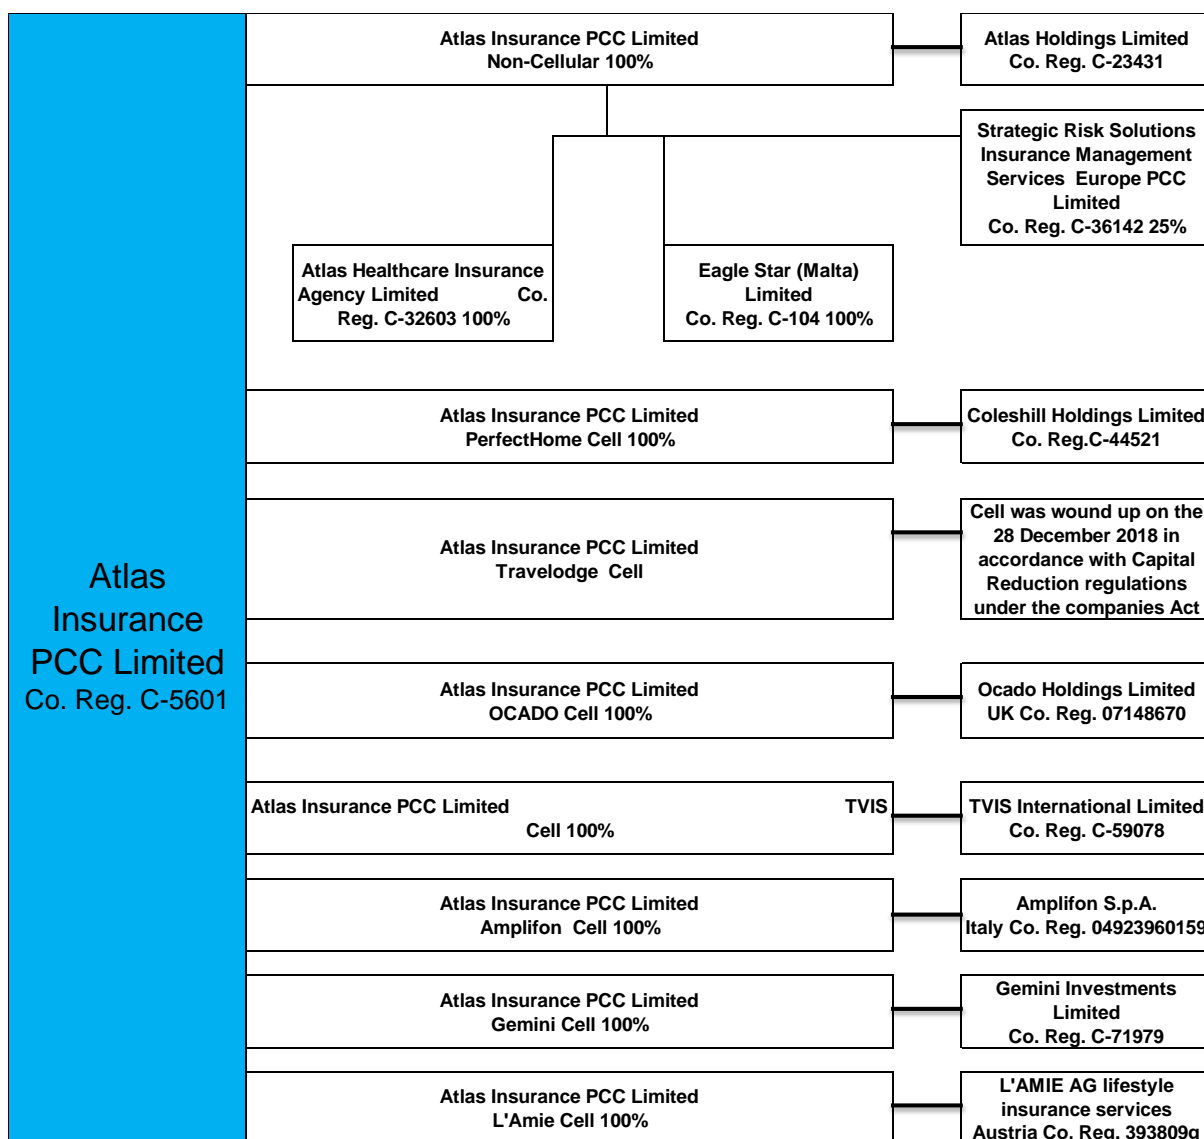 Atlas
Insurance
PCC Limited
Co. Reg. C-5601
Atlas Insurance PCC Limited
Non-Cellular 100%
Atlas Holdings Limited
Co. Reg. C-23431
Strategic Risk Solutions
Insurance Management
Services Europe PCC
Limited
Co. Reg. C-36142 25%
Atlas Healthcare Insurance
Agency Limited Co.
Reg. C-32603 100%
Eagle Star (Malta)
Limited
Co. Reg. C-104 100%
Atlas Insurance PCC Limited
PerfectHome Cell 100%
Coleshill Holdings Limited
Co. Reg.C-44521
Atlas Insurance PCC Limited
Travelodge Cell
Cell was wound up on the
28 December 2018 in
accordance with Capital
Reduction regulations
under the companies Act
Atlas Insurance PCC Limited
OCADO Cell 100%
Ocado Holdings Limited
UK Co. Reg. 07148670
Atlas Insurance PCC Limited TVIS
Cell 100%
TVIS International Limited
Co. Reg. C-59078
Atlas Insurance PCC Limited
Amplifon Cell 100%
Amplifon S.p.A.
Italy Co. Reg. 04923960159
Atlas Insurance PCC Limited
Gemini Cell 100%
Gemini Investments
Limited
Co. Reg. C-71979
Atlas Insurance PCC Limited
L'Amie Cell 100%
L'AMIE AG lifestyle
insurance services
Austria Co. Reg. 393809g